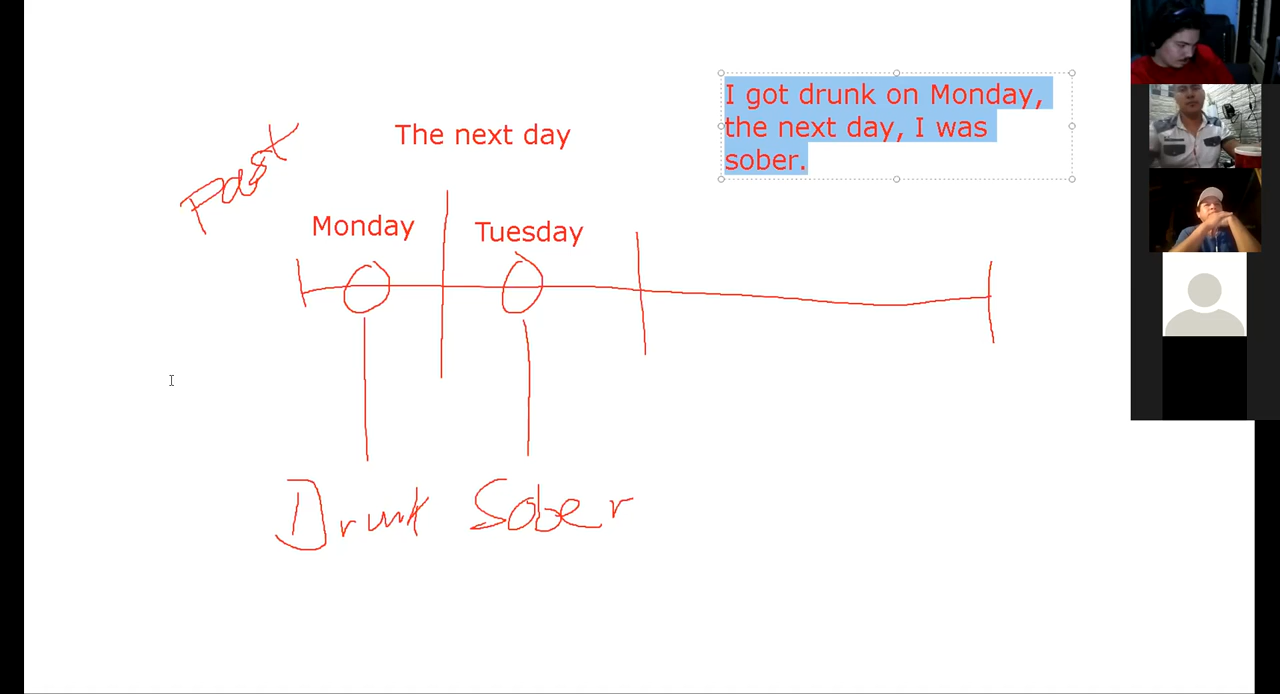 I got drunk on Monday,
the next day, I was
sober.
The next day
Past
Monday
Tuesday
Drunk
Sober